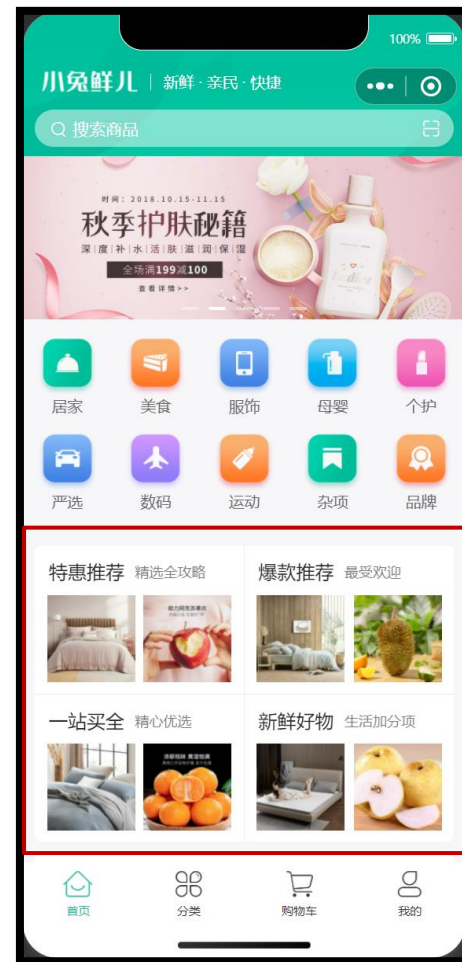 100%
小兔鲜儿 | 新鲜 · 亲民 · 快捷
搜索商品
时间：2018.10.15-11.15
秋季护肤秘籍
深|度|补|水|活|肤|滋|润|保|湿
全场满199减100
查看详情>>
居家 美食 服饰 母婴 个护
严选 数码 运动 杂项 品牌
特惠推荐 精选全攻略
爆款推荐 最受欢迎
一站买全 精心优选
新鲜好物 生活加分项
首页 分类 购物车 我的